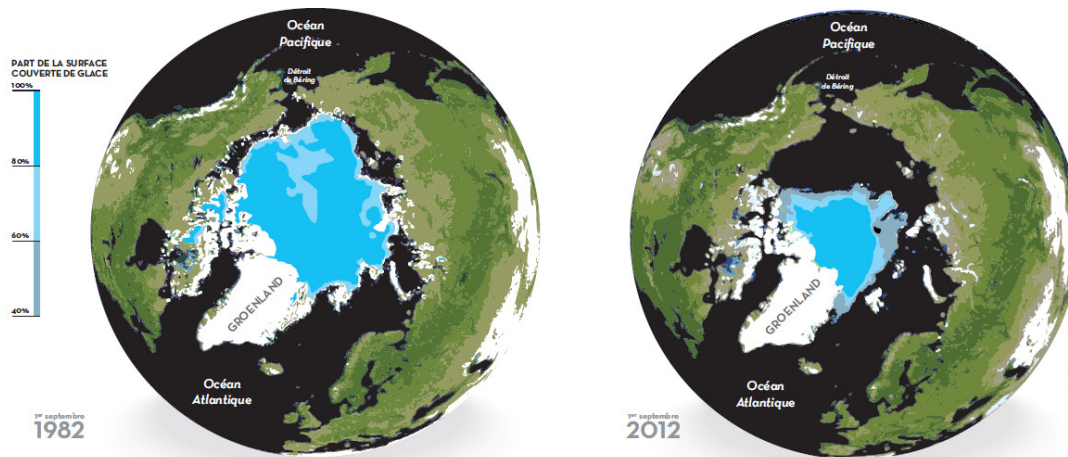 PART DE LA SURFACE
COUVERTE DE GLACE
100%
80%
60%
40%
Océan
Pacifique
Détroit
de Béring
GROENLAND
Océan
Atlantique
1er septembre
1982
Océan
Pacifique
Détroit
de Béring
GROENLAND
Océan
Atlantique
1er septembre
2012